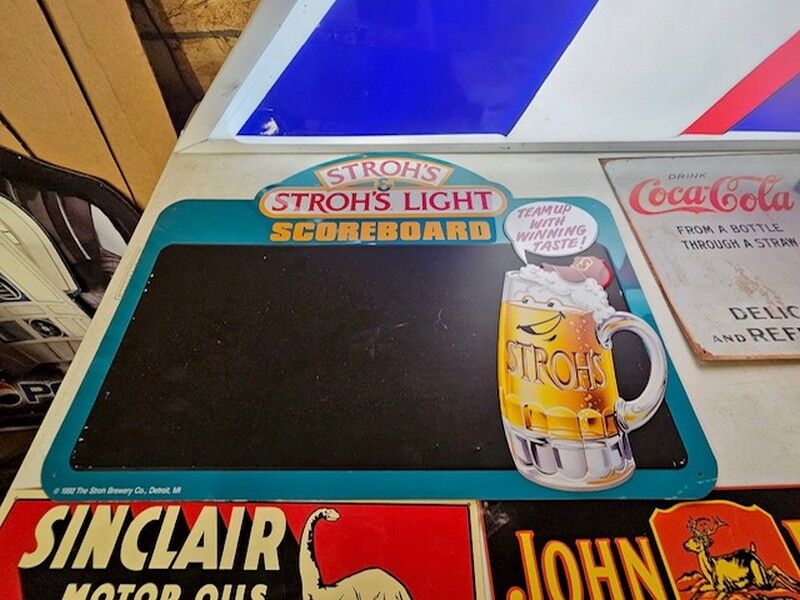 STROH'S
&
STROH'S LIGHT
SCOREBOARD
TEAM UP
WITH
WINNING
TASTE!
S
STROH'S
© 1992 The Stroh Brewery Co., Detroit, MI
DRINK
Coca-Cola
FROM A BOTTLE
THROUGH A STRAW
DELIC
AND REF
SINCLAIR
MOTOR OILS
JOHN